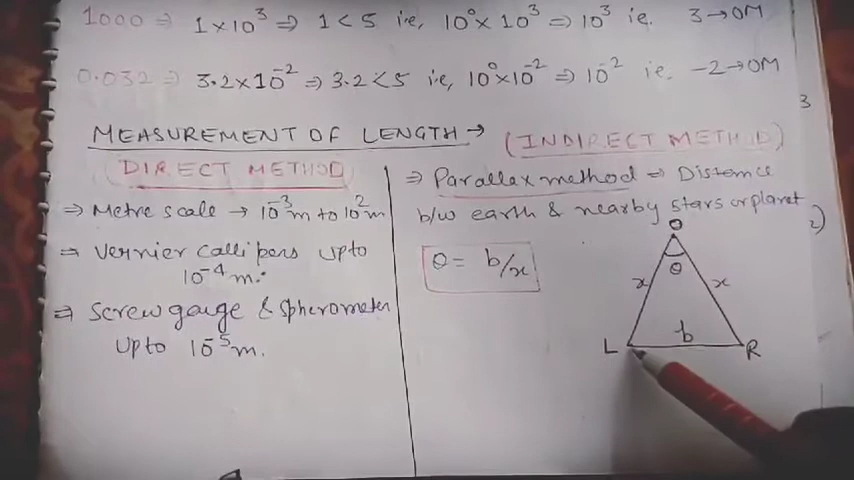 1000 ⇒ 1×10³ ⇒ 1<5 ie, 10⁰×10³ ⇒ 10³ ie. 3→OM
0.032 ⇒ 3.2×10⁻² ⇒ 3.2<5 ie, 10⁰×10⁻² ⇒ 10⁻² ie. -2→OM
3
MEASUREMENT OF LENGTH → (INDIRECT METHOD)
DIRECT METHOD
⇒ Metre scale → 10⁻³m to 10²m
⇒ Vernier Callipers upto
10⁻⁴m.
⇒ Screw gauge & Spherometer
upto 10⁻⁵m.
⇒ Parallax method ⇒ Distance
b/w earth & nearby stars or planet
2)
θ = b/x
O
θ
x x
b
L R